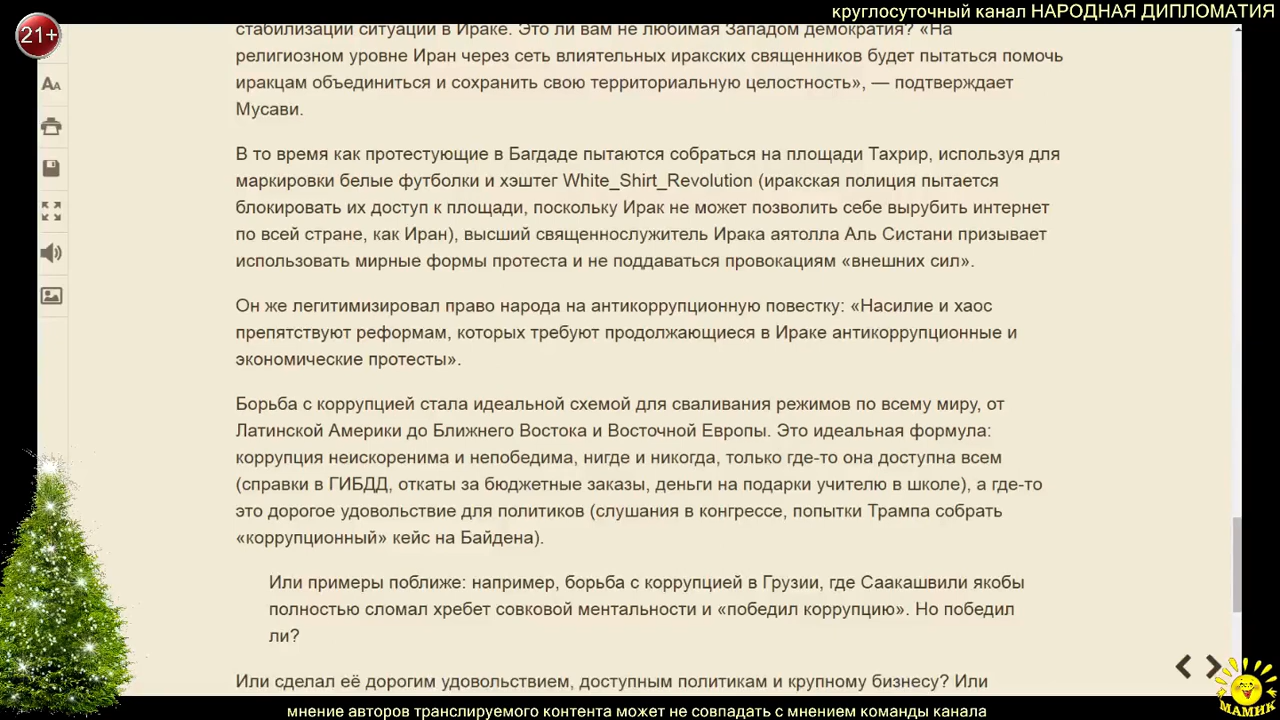 круглосуточный канал НАРОДНАЯ ДИПЛОМАТИЯ
21+
стабилизации ситуации в Ираке. Это ли вам не любимая Западом демократия? «На
религиозном уровне Иран через сеть влиятельных иракских священников будет пытаться помочь
иракцам объединиться и сохранить свою территориальную целостность», — подтверждает
Мусави.
В то время как протестующие в Багдаде пытаются собраться на площади Тахрир, используя для
маркировки белые футболки и хэштег White_Shirt_Revolution (иракская полиция пытается
блокировать их доступ к площади, поскольку Ирак не может позволить себе вырубить интернет
по всей стране, как Иран), высший священнослужитель Ирака аятолла Аль Систани призывает
использовать мирные формы протеста и не поддаваться провокациям «внешних сил».
Он же легитимизировал право народа на антикоррупционную повестку: «Насилие и хаос
препятствуют реформам, которых требуют продолжающиеся в Ираке антикоррупционные и
экономические протесты».
Борьба с коррупцией стала идеальной схемой для сваливания режимов по всему миру, от
Латинской Америки до Ближнего Востока и Восточной Европы. Это идеальная формула:
коррупция неискоренима и непобедима, нигде и никогда, только где-то она доступна всем
(справки в ГИБДД, откаты за бюджетные заказы, деньги на подарки учителю в школе), а где-то
это дорогое удовольствие для политиков (слушания в конгрессе, попытки Трампа собрать
«коррупционный» кейс на Байдена).
Или примеры поближе: например, борьба с коррупцией в Грузии, где Саакашвили якобы
полностью сломал хребет совковой ментальности и «победил коррупцию». Но победил
ли?
Или сделал её дорогим удовольствием, доступным политикам и крупному бизнесу? Или
МАМИК
мнение авторов транслируемого контента может не совпадать с мнением команды канала